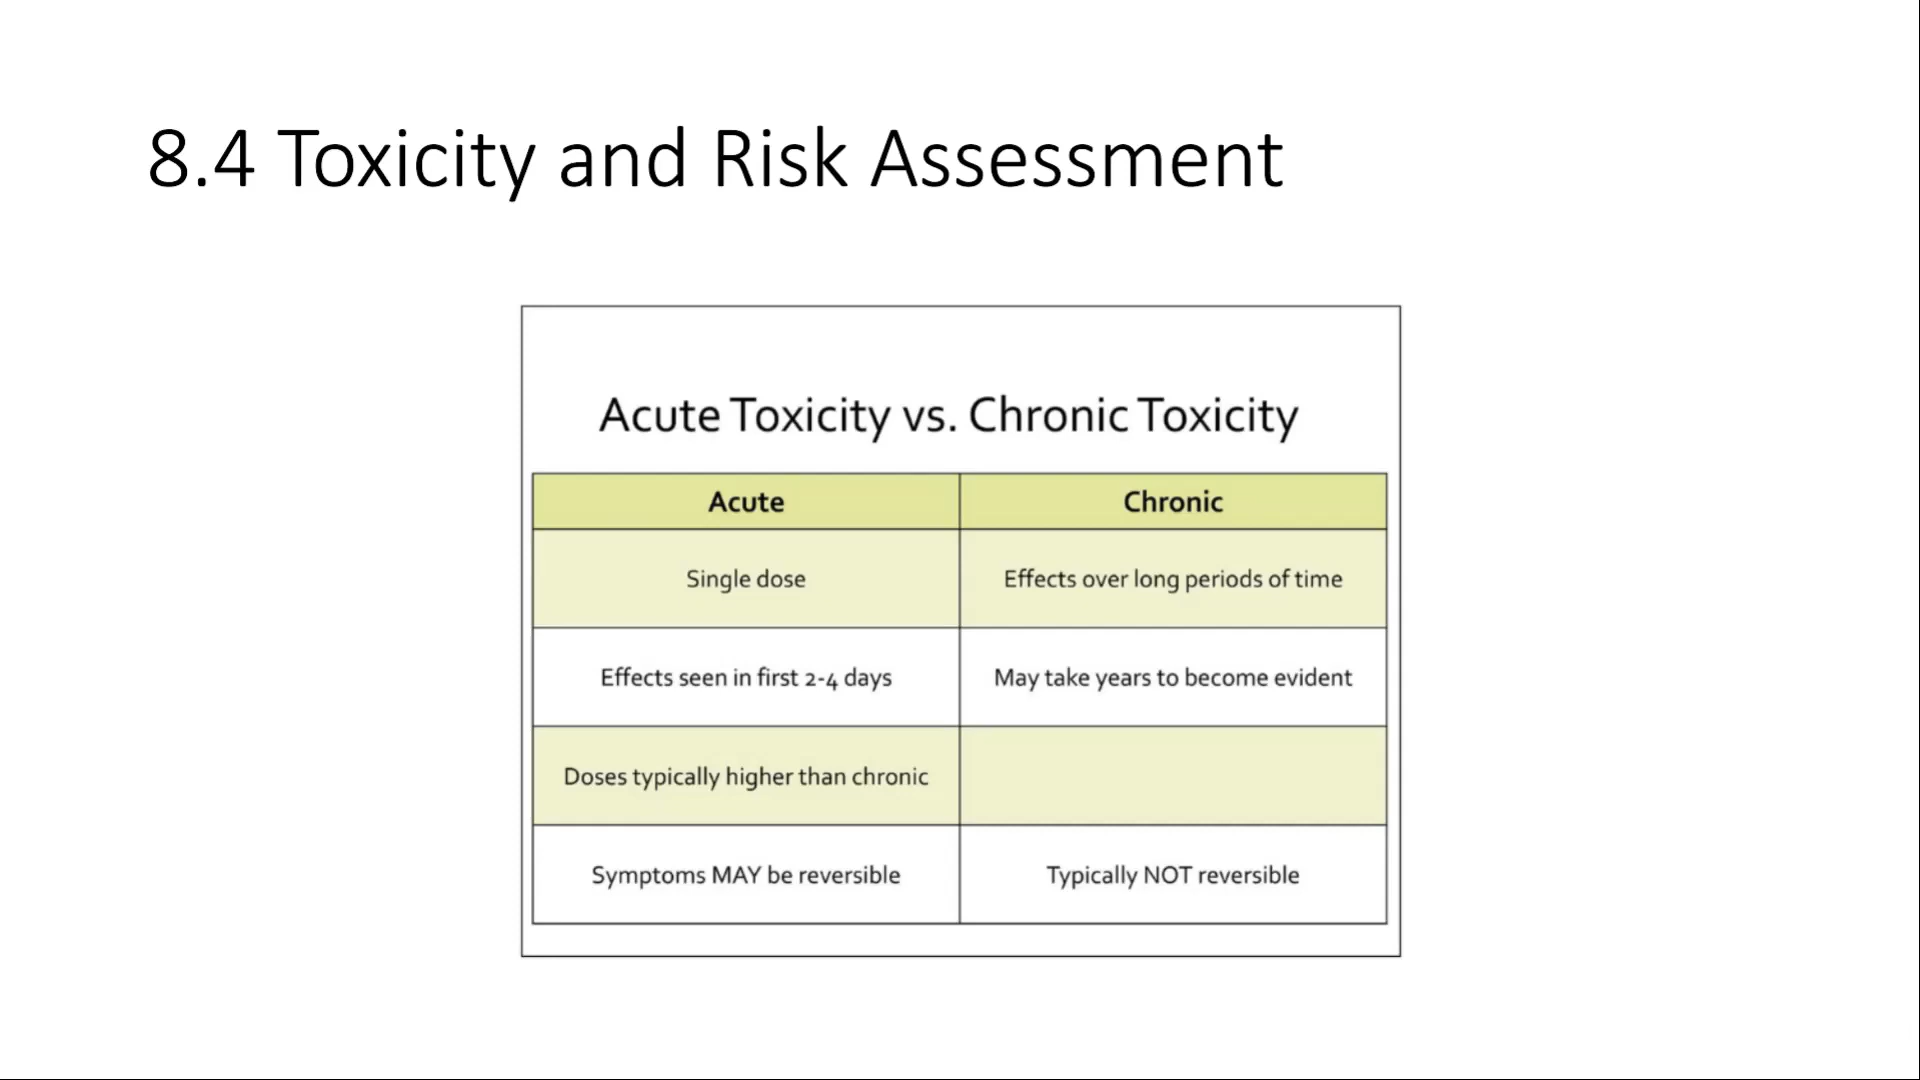 8.4 Toxicity and Risk Assessment
Acute Toxicity vs. Chronic Toxicity
Acute
Chronic
Single dose
Effects over long periods of time
Effects seen in first 2-4 days
May take years to become evident
Doses typically higher than chronic
Symptoms MAY be reversible
Typically NOT reversible